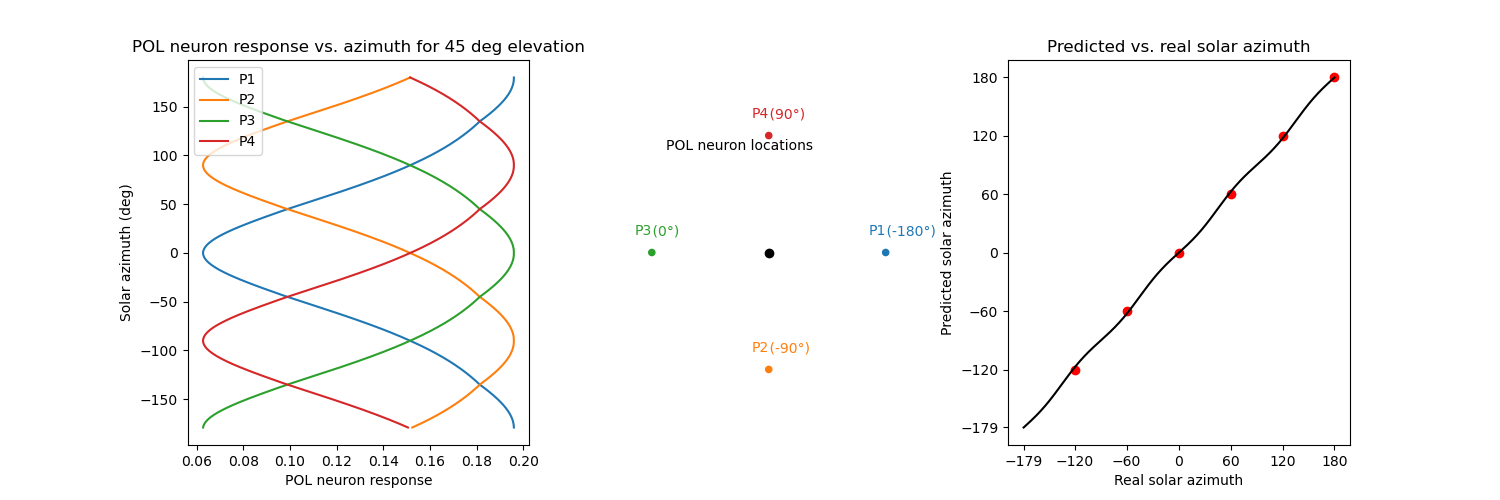 POL neuron response vs. azimuth for 45 deg elevation
P1
P2
P3
P4
150
100
50
0
−50
−100
−150
Solar azimuth (deg)
0.06 0.08 0.10 0.12 0.14 0.16 0.18 0.20
POL neuron response
P4(90°)
POL neuron locations
P3(0°)
P1(-180°)
P2(-90°)
Predicted vs. real solar azimuth
180
120
60
0
−60
−120
−179
Predicted solar azimuth
−179 −120 −60 0 60 120 180
Real solar azimuth